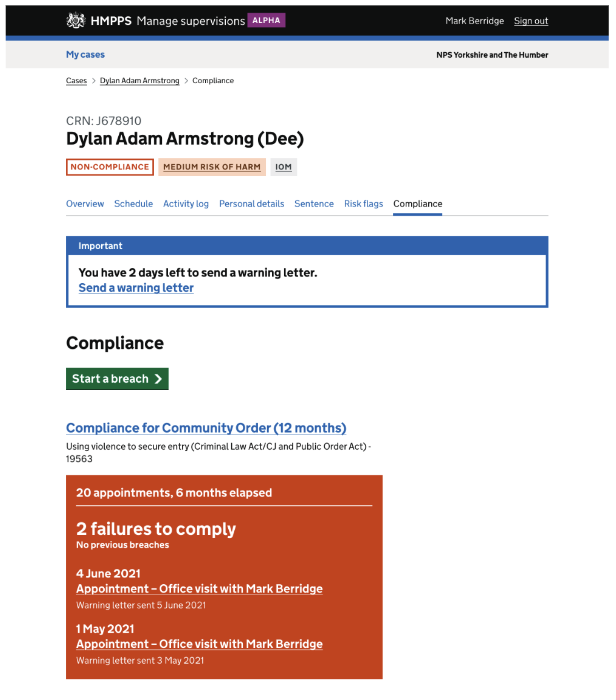 HMPPS Manage supervisions ALPHA
Mark Berridge Sign out
My cases
NPS Yorkshire and The Humber
Cases > Dylan Adam Armstrong > Compliance
CRN: J678910
Dylan Adam Armstrong (Dee)
NON-COMPLIANCE MEDIUM RISK OF HARM IOM
Overview Schedule Activity log Personal details Sentence Risk flags Compliance
Important
You have 2 days left to send a warning letter.
Send a warning letter
Compliance
Start a breach
Compliance for Community Order (12 months)
Using violence to secure entry (Criminal Law Act/CJ and Public Order Act) -
19563
20 appointments, 6 months elapsed
2 failures to comply
No previous breaches
4 June 2021
Appointment – Office visit with Mark Berridge
Warning letter sent 5 June 2021
1 May 2021
Appointment – Office visit with Mark Berridge
Warning letter sent 3 May 2021